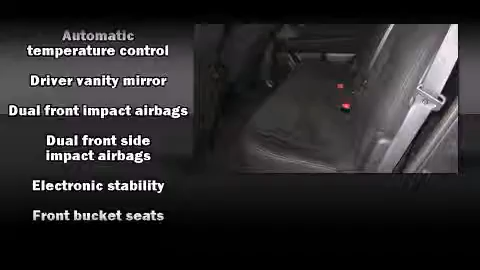 Automatic
temperature control
Driver vanity mirror
Dual front impact airbags
Dual front side
impact airbags
Electronic stability
Front bucket seats